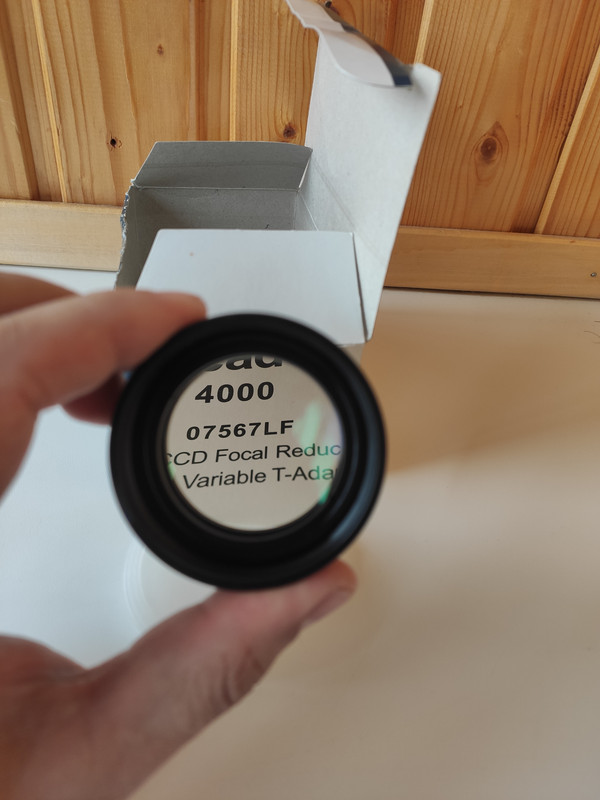 4000
07567LF
CCD Focal Reduc
Variable T-Ada